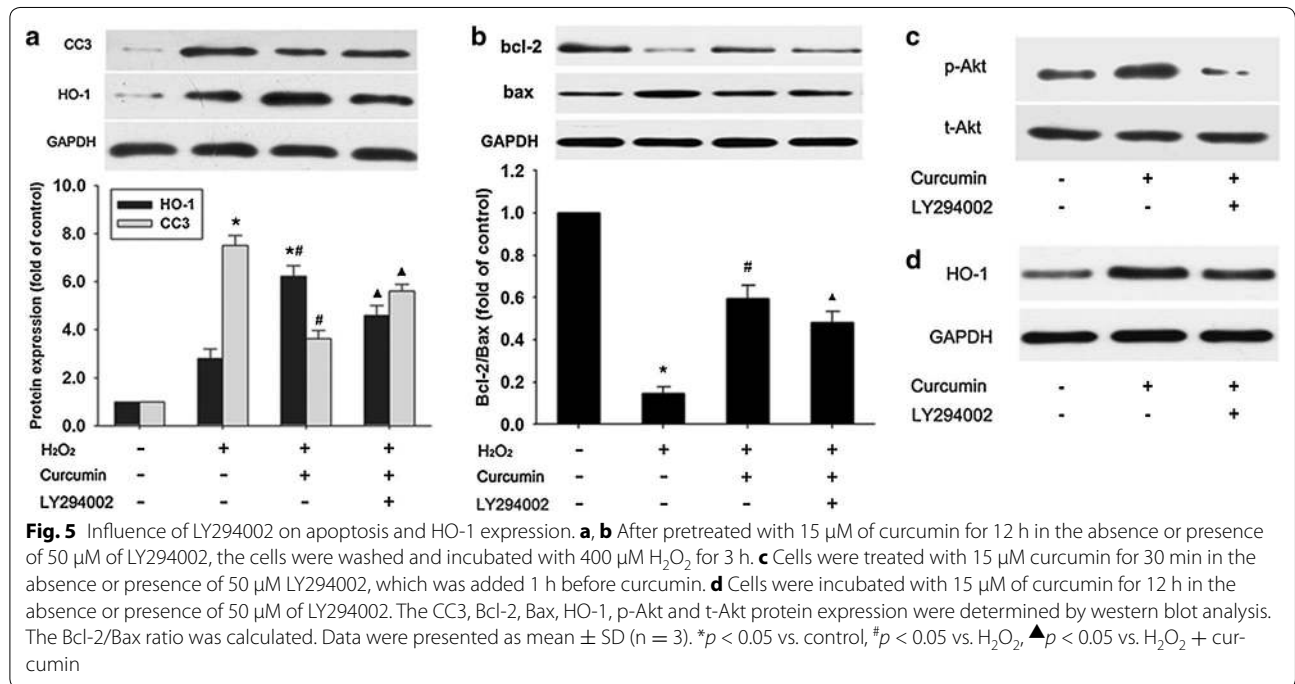 a
CC3
HO-1
GAPDH
Protein expression (fold of control)
10.0
8.0
6.0
4.0
2.0
0.0
HO-1
CC3
*
*#
#
▲
▲
H₂O₂ - + + +
Curcumin - - + +
LY294002 - - - +
b
bcl-2
bax
GAPDH
Bcl-2/Bax (fold of control)
1.2
1.0
0.8
0.6
0.4
0.2
0.0
*
#
▲
H₂O₂ - + + +
Curcumin - - + +
LY294002 - - - +
c
p-Akt
t-Akt
Curcumin - + +
LY294002 - - +
d
HO-1
GAPDH
Curcumin - + +
LY294002 - - +
Fig. 5 Influence of LY294002 on apoptosis and HO-1 expression. a, b After pretreated with 15 µM of curcumin for 12 h in the absence or presence
of 50 µM of LY294002, the cells were washed and incubated with 400 µM H₂O₂ for 3 h. c Cells were treated with 15 µM curcumin for 30 min in the
absence or presence of 50 µM LY294002, which was added 1 h before curcumin. d Cells were incubated with 15 µM of curcumin for 12 h in the
absence or presence of 50 µM of LY294002. The CC3, Bcl-2, Bax, HO-1, p-Akt and t-Akt protein expression were determined by western blot analysis.
The Bcl-2/Bax ratio was calculated. Data were presented as mean ± SD (n = 3). *p < 0.05 vs. control, #p < 0.05 vs. H₂O₂, ▲p < 0.05 vs. H₂O₂ + cur-
cumin